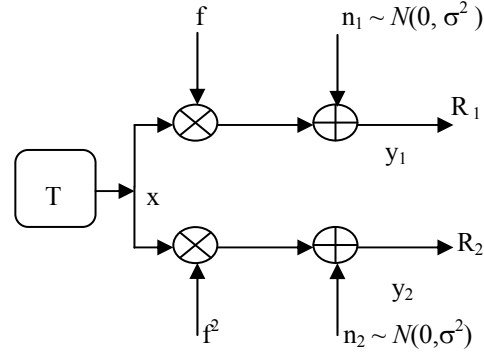 f
n₁ ~ N(0, σ²)
R₁
y₁
T
x
R₂
y₂
f²
n₂ ~ N(0,σ²)